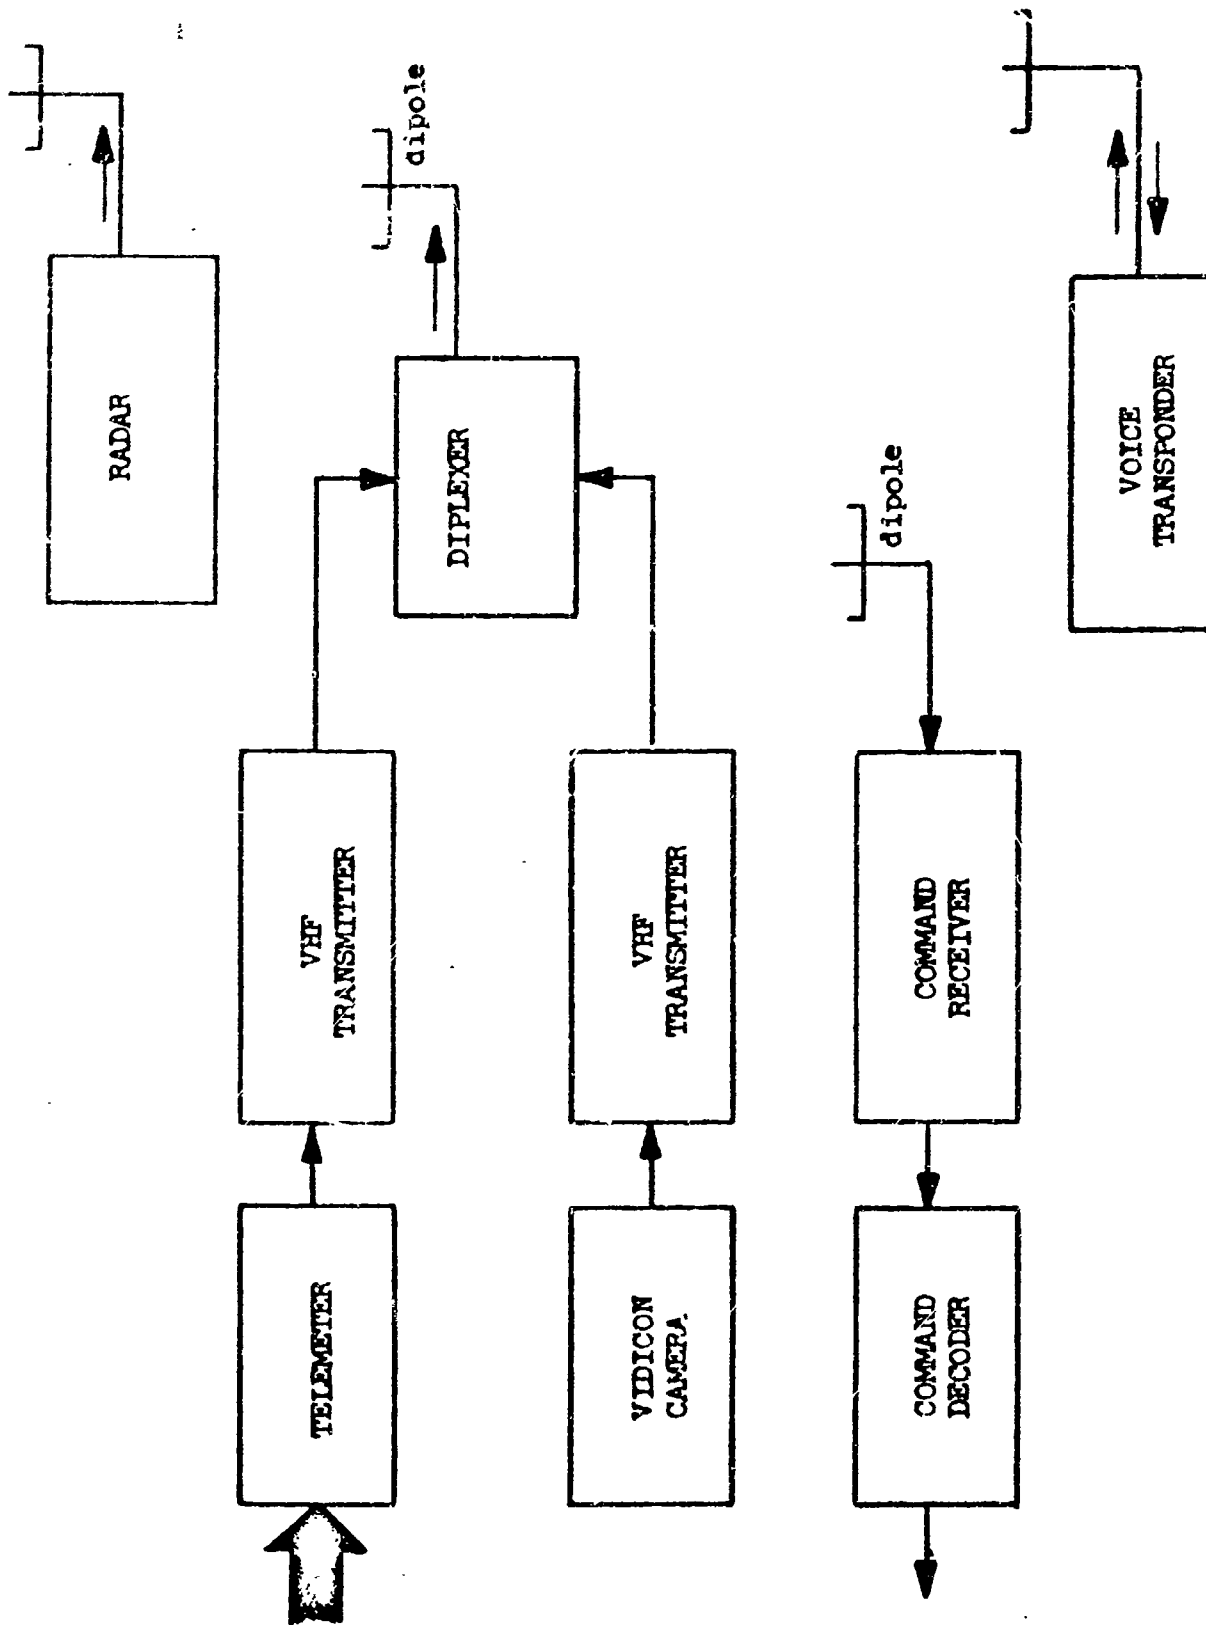 RADAR
dipole
DIPLEXER
TELEMETER
VHF
TRANSMITTER
VIDICON
CAMERA
VHF
TRANSMITTER
dipole
COMMAND
DECODER
COMMAND
RECEIVER
VOICE
TRANSPONDER